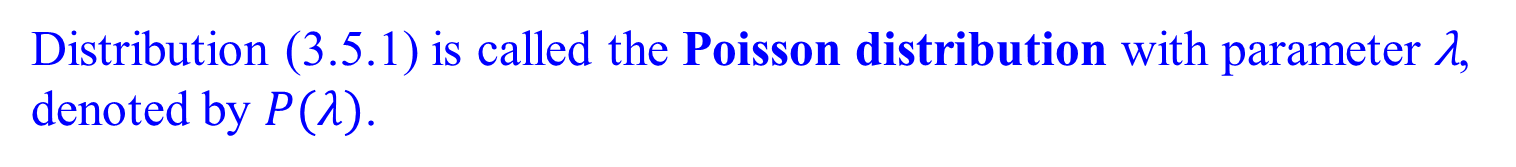 Distribution (3.5.1) is called the Poisson distribution with parameter λ,
denoted by P(λ).